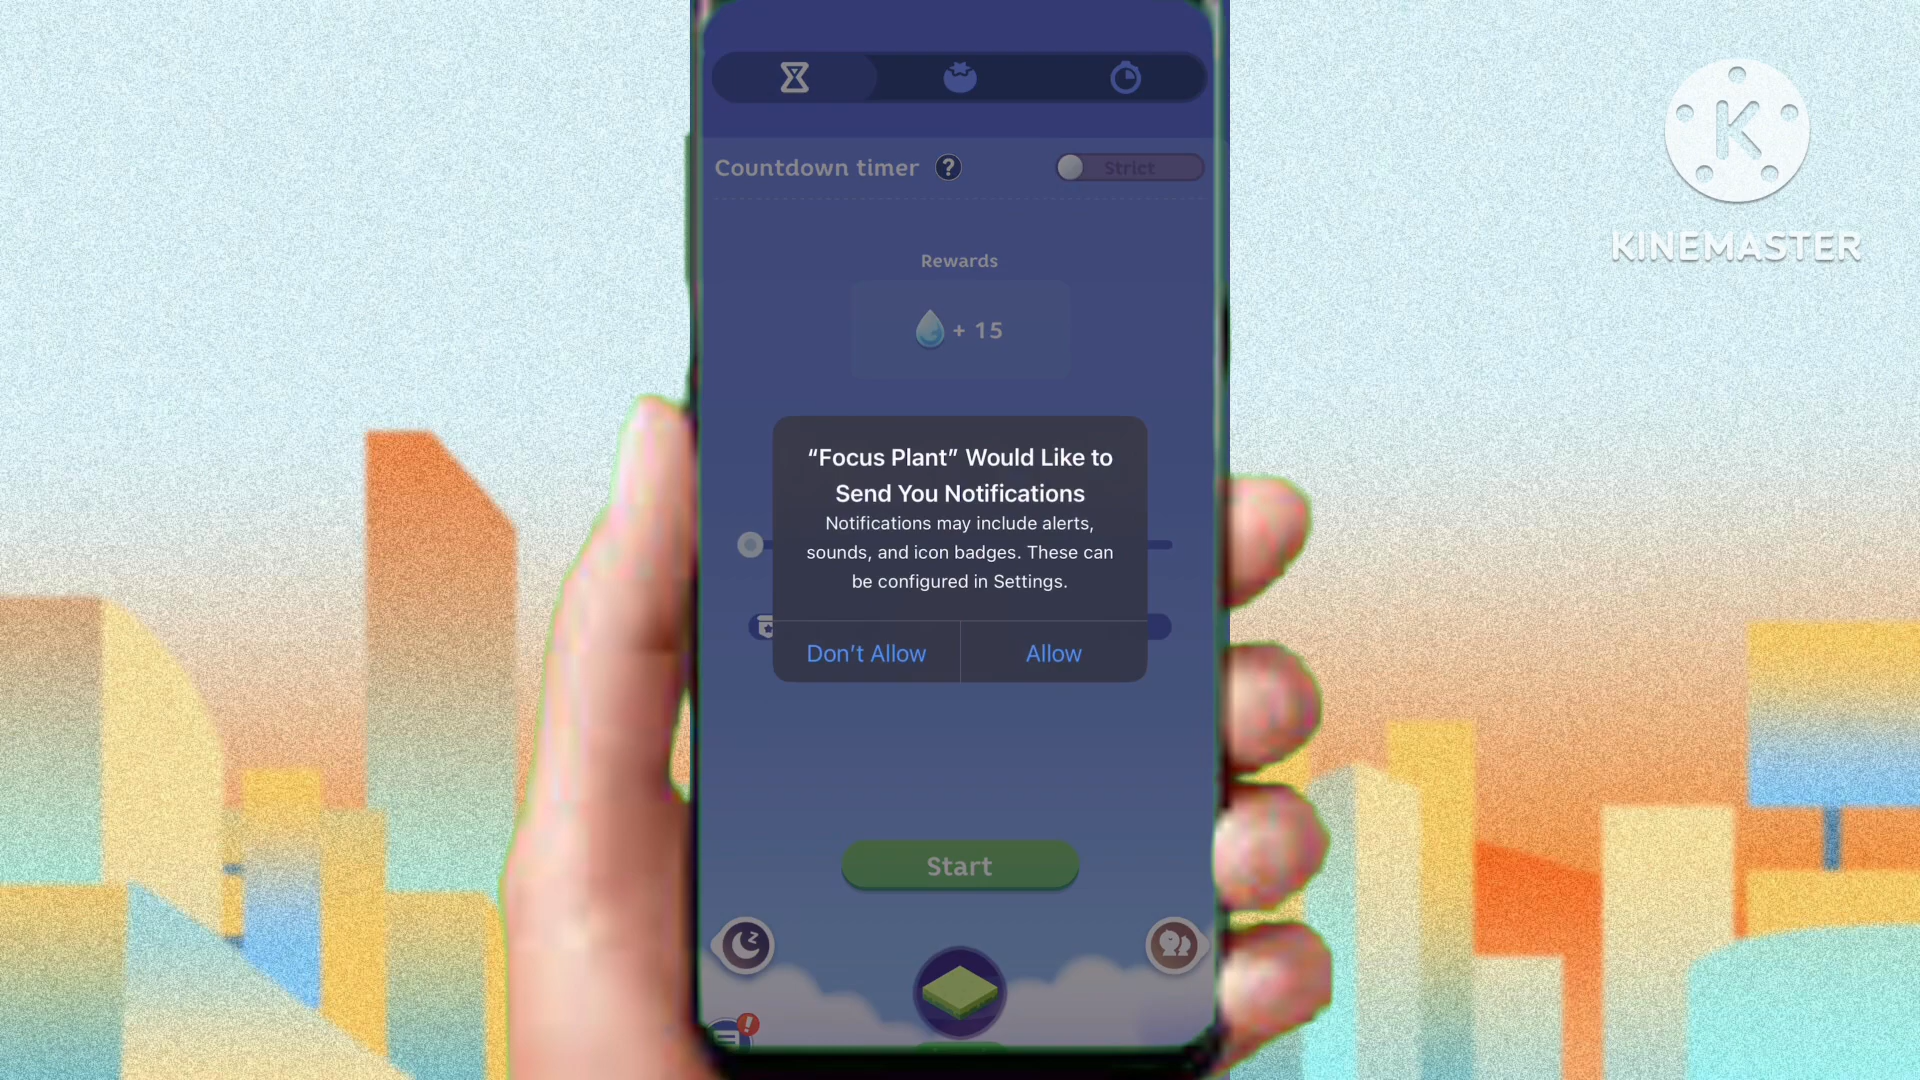 KINEMASTER
Countdown timer ?
Strict
Rewards
+ 15
“Focus Plant” Would Like to
Send You Notifications
Notifications may include alerts,
sounds, and icon badges. These can
be configured in Settings.
Don’t Allow
Allow
Start